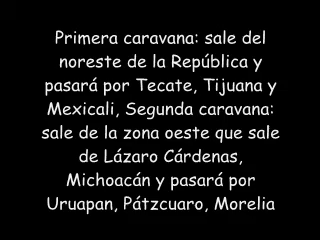 Primera caravana: sale del
noreste de la República y
pasará por Tecate, Tijuana y
Mexicali, Segunda caravana:
sale de la zona oeste que sale
de Lázaro Cárdenas,
Michoacán y pasará por
Uruapan, Pátzcuaro, Morelia